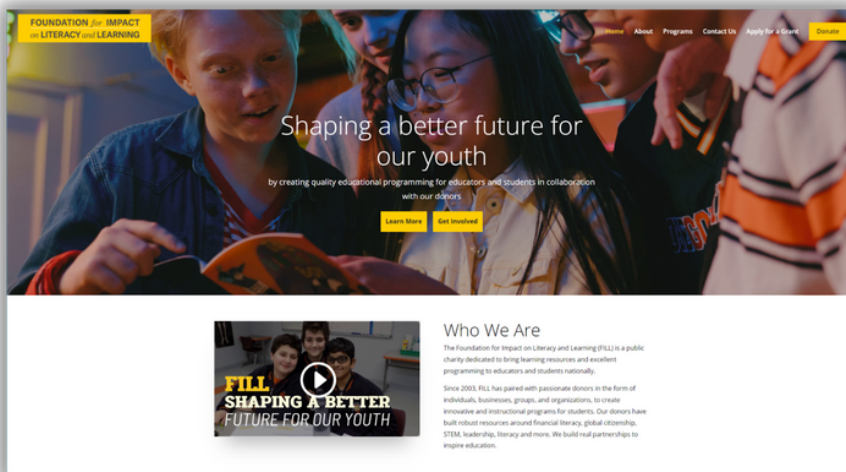 FOUNDATION for IMPACT
on LITERACY and LEARNING
Home About Programs Contact Us Apply for a Grant Donate
Shaping a better future for
our youth
by creating quality educational programming for educators and students in collaboration
with our donors
Learn More Get Involved
FILL
SHAPING A BETTER
FUTURE FOR OUR YOUTH
Who We Are
The Foundation for Impact on Literacy and Learning (FILL) is a public
charity dedicated to bring learning resources and excellent
programming to educators and students nationally.
Since 2003, FILL has paired with passionate donors in the form of
individuals, businesses, groups, and organizations, to create
innovative and instructional programs for students. Our donors have
built robust resources around financial literacy, global citizenship,
STEM, leadership, literacy and more. We build real partnerships to
inspire education.